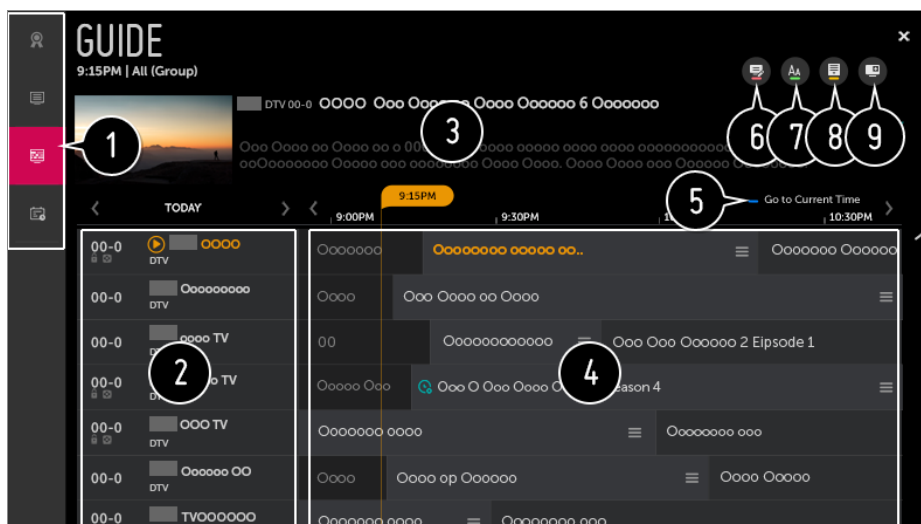 GUIDE
9:15PM | All (Group)
6 7 8 9
DTV 00-0 OOOO Ooo Oooo Oooooo 6 Ooooooo
3
1
5 Go to Current Time
TODAY 9:15PM
9:00PM 9:30PM 10:30PM
00-0 OOOO Ooooooo Oooooooo ooooo oo.. Ooooooo Oooooo
DTV
00-0 Ooooooooo Oooo Ooo Oooo oo Oooo
DTV
00-0 oooo TV 00 Oooooooooooo Ooo Ooo Oooooo 2 Eipsode 1
2 4
00-0 TV Ooooo Ooo Ooo O Ooo Oooo eason 4
00-0 OOO TV Ooooooo oooo Oooooooo ooo
DTV
00-0 Oooooo OO Oooo Oooo op Oooooo Oooo Ooooo
DTV
00-0 TVOOOOOO Ooooooo oooo Oooooooo ooo